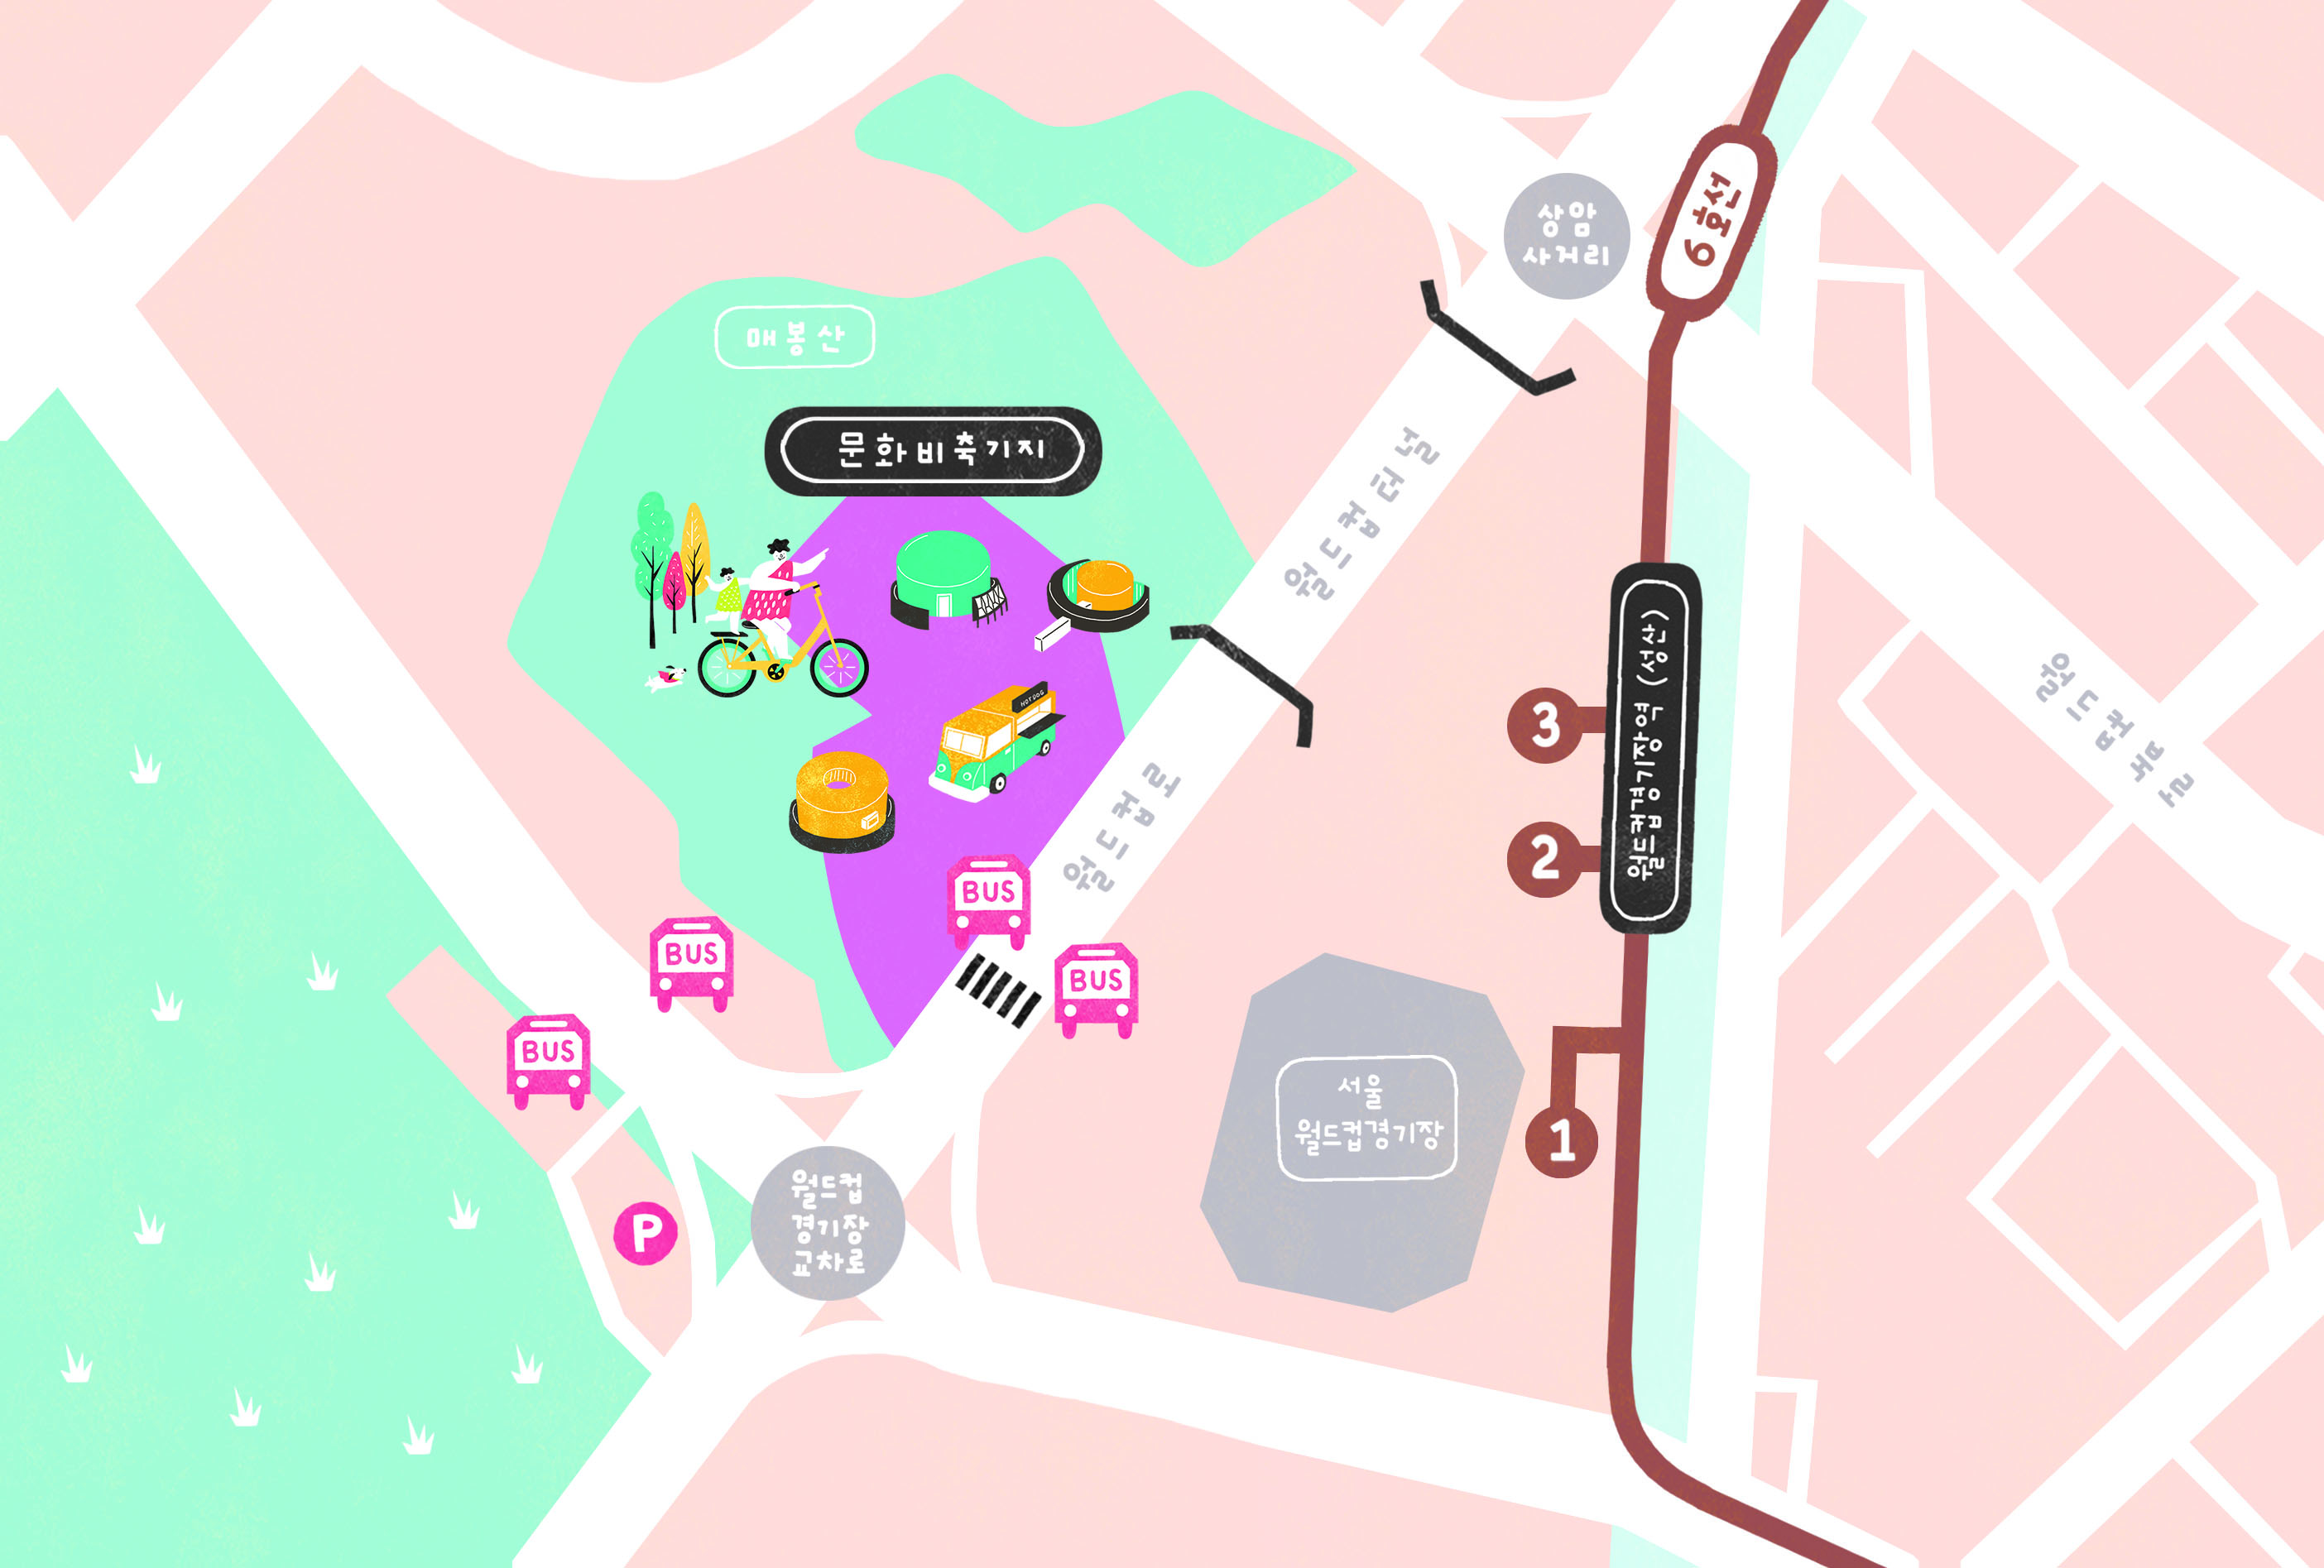 상암
사거리
6호선
매봉산
문화비축기지
월드컵터널
월드컵경기장역 (성산)
3
월드컵북로
HOTDOG
월드컵로
2
BUS
BUS
BUS
BUS
서울
월드컵경기장
1
월드컵
경기장
교차로
P